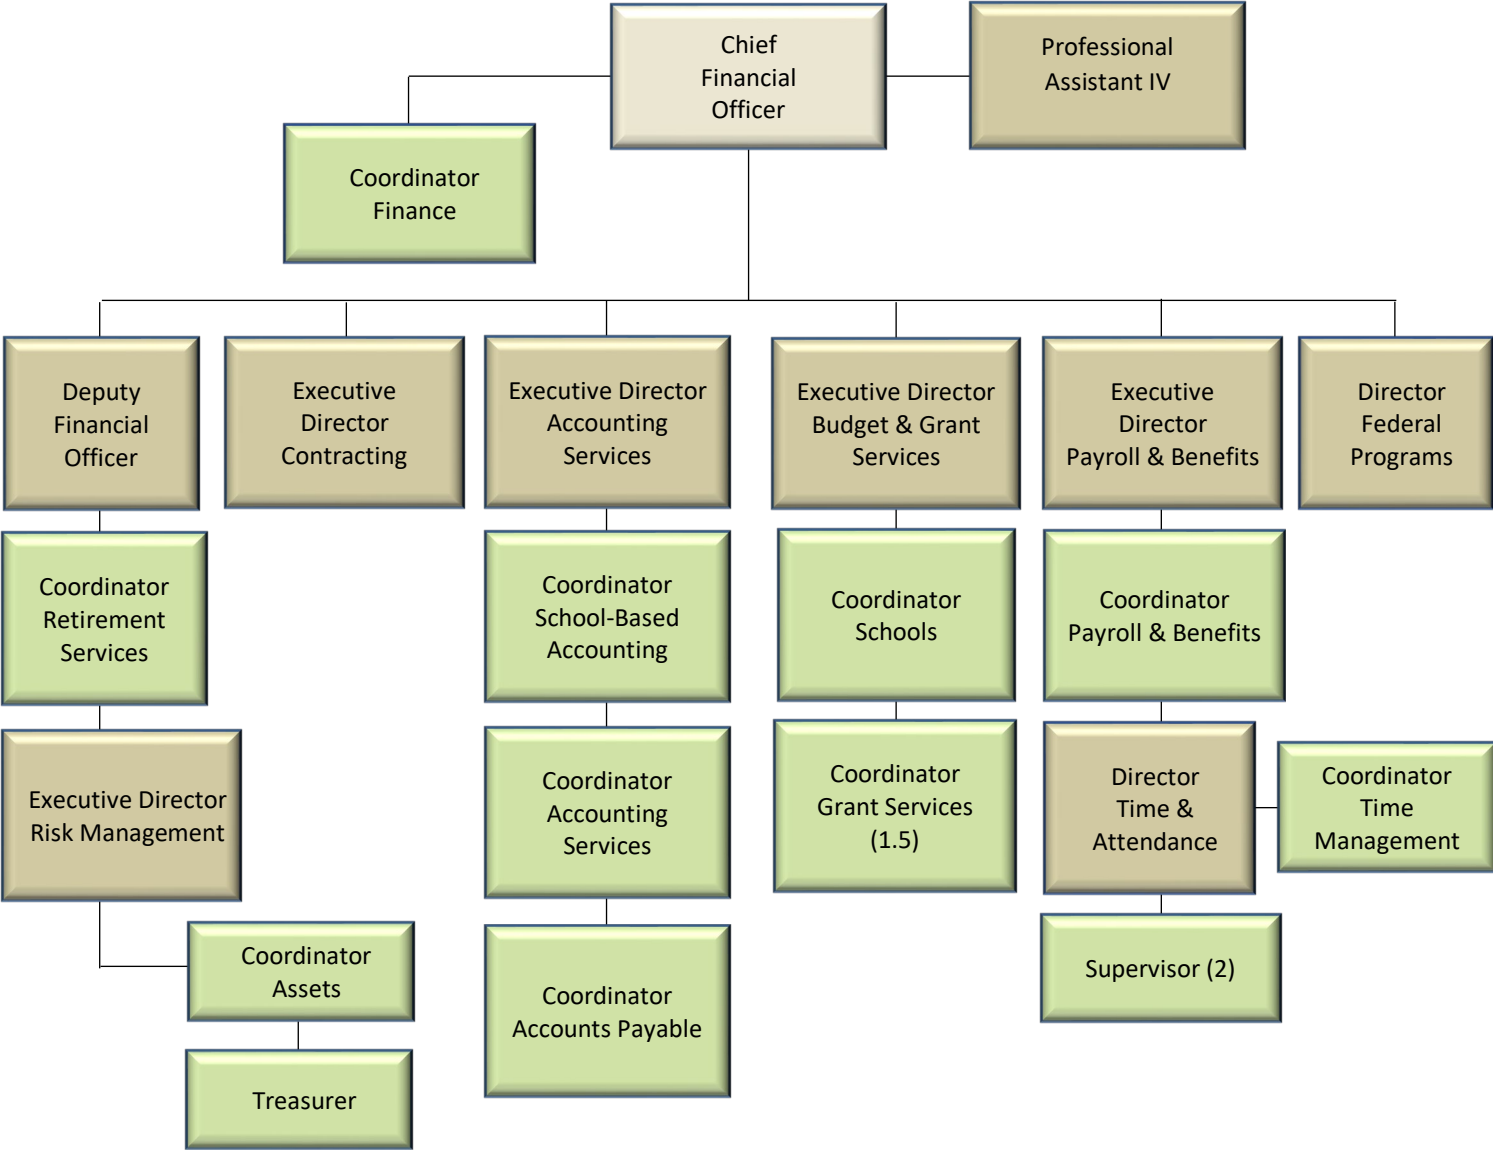 Chief
Financial
Officer
Professional
Assistant IV
Coordinator
Finance
Deputy
Financial
Officer
Executive
Director
Contracting
Executive Director
Accounting
Services
Executive Director
Budget & Grant
Services
Executive
Director
Payroll & Benefits
Director
Federal
Programs
Coordinator
Retirement
Services
Coordinator
School-Based
Accounting
Coordinator
Schools
Coordinator
Payroll & Benefits
Executive Director
Risk Management
Coordinator
Accounting
Services
Coordinator
Grant Services
(1.5)
Director
Time &
Attendance
Coordinator
Time
Management
Coordinator
Assets
Coordinator
Accounts Payable
Supervisor (2)
Treasurer